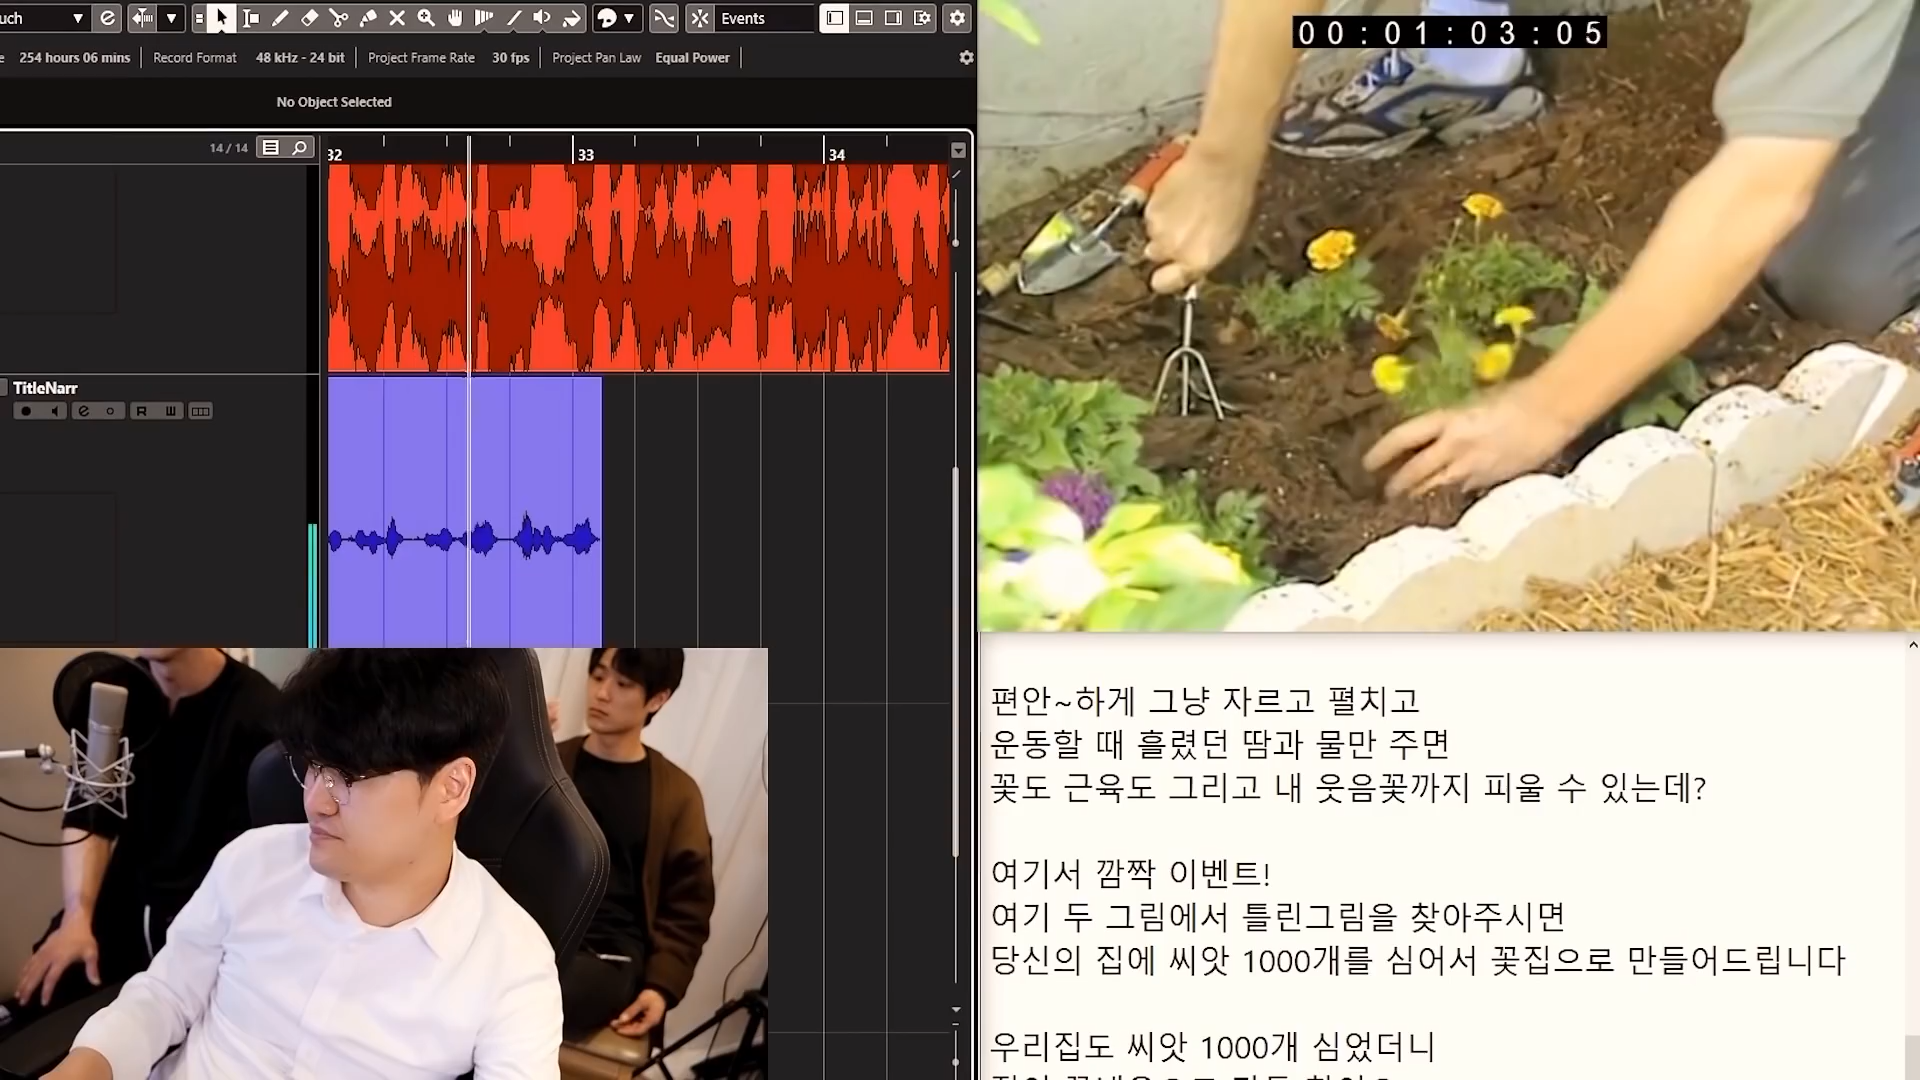 uch
Events
00:01:03:05
254 hours 06 mins
Record Format
48 kHz - 24 bit
Project Frame Rate
30 fps
Project Pan Law
Equal Power
No Object Selected
14 / 14
32
33
34
TitleNarr
R
편안~하게 그냥 자르고 펼치고
운동할 때 흘렸던 땀과 물만 주면
꽃도 근육도 그리고 내 웃음꽃까지 피울 수 있는데?
여기서 깜짝 이벤트!
여기 두 그림에서 틀린그림을 찾아주시면
당신의 집에 씨앗 1000개를 심어서 꽃집으로 만들어드립니다
우리집도 씨앗 1000개 심었더니